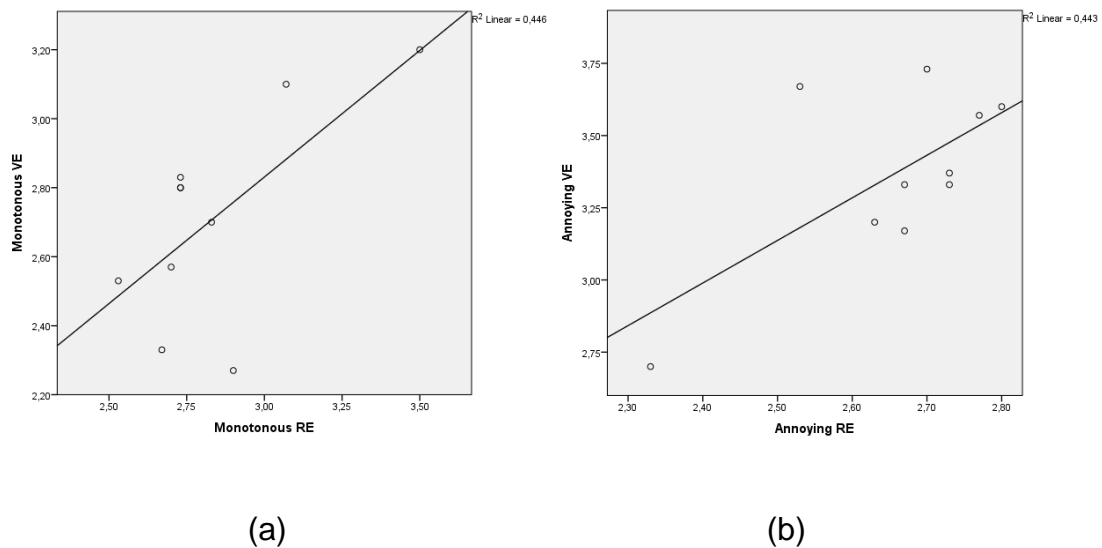 R² Linear = 0,446
3,20
3,00
2,80
2,60
2,40
2,20
Monotonous VE
2,50 2,75 3,00 3,25 3,50
Monotonous RE
(a)
R² Linear = 0,443
3,75
3,50
3,25
3,00
2,75
Annoying VE
2,30 2,40 2,50 2,60 2,70 2,80
Annoying RE
(b)